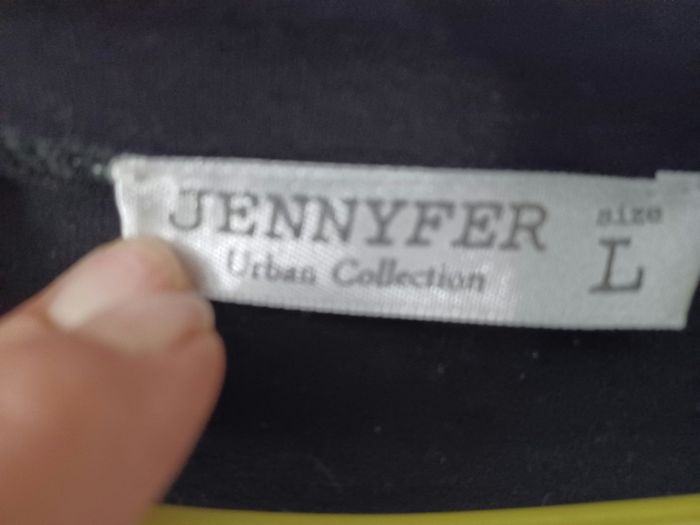 JENNYFER
Urban Collection
size
L